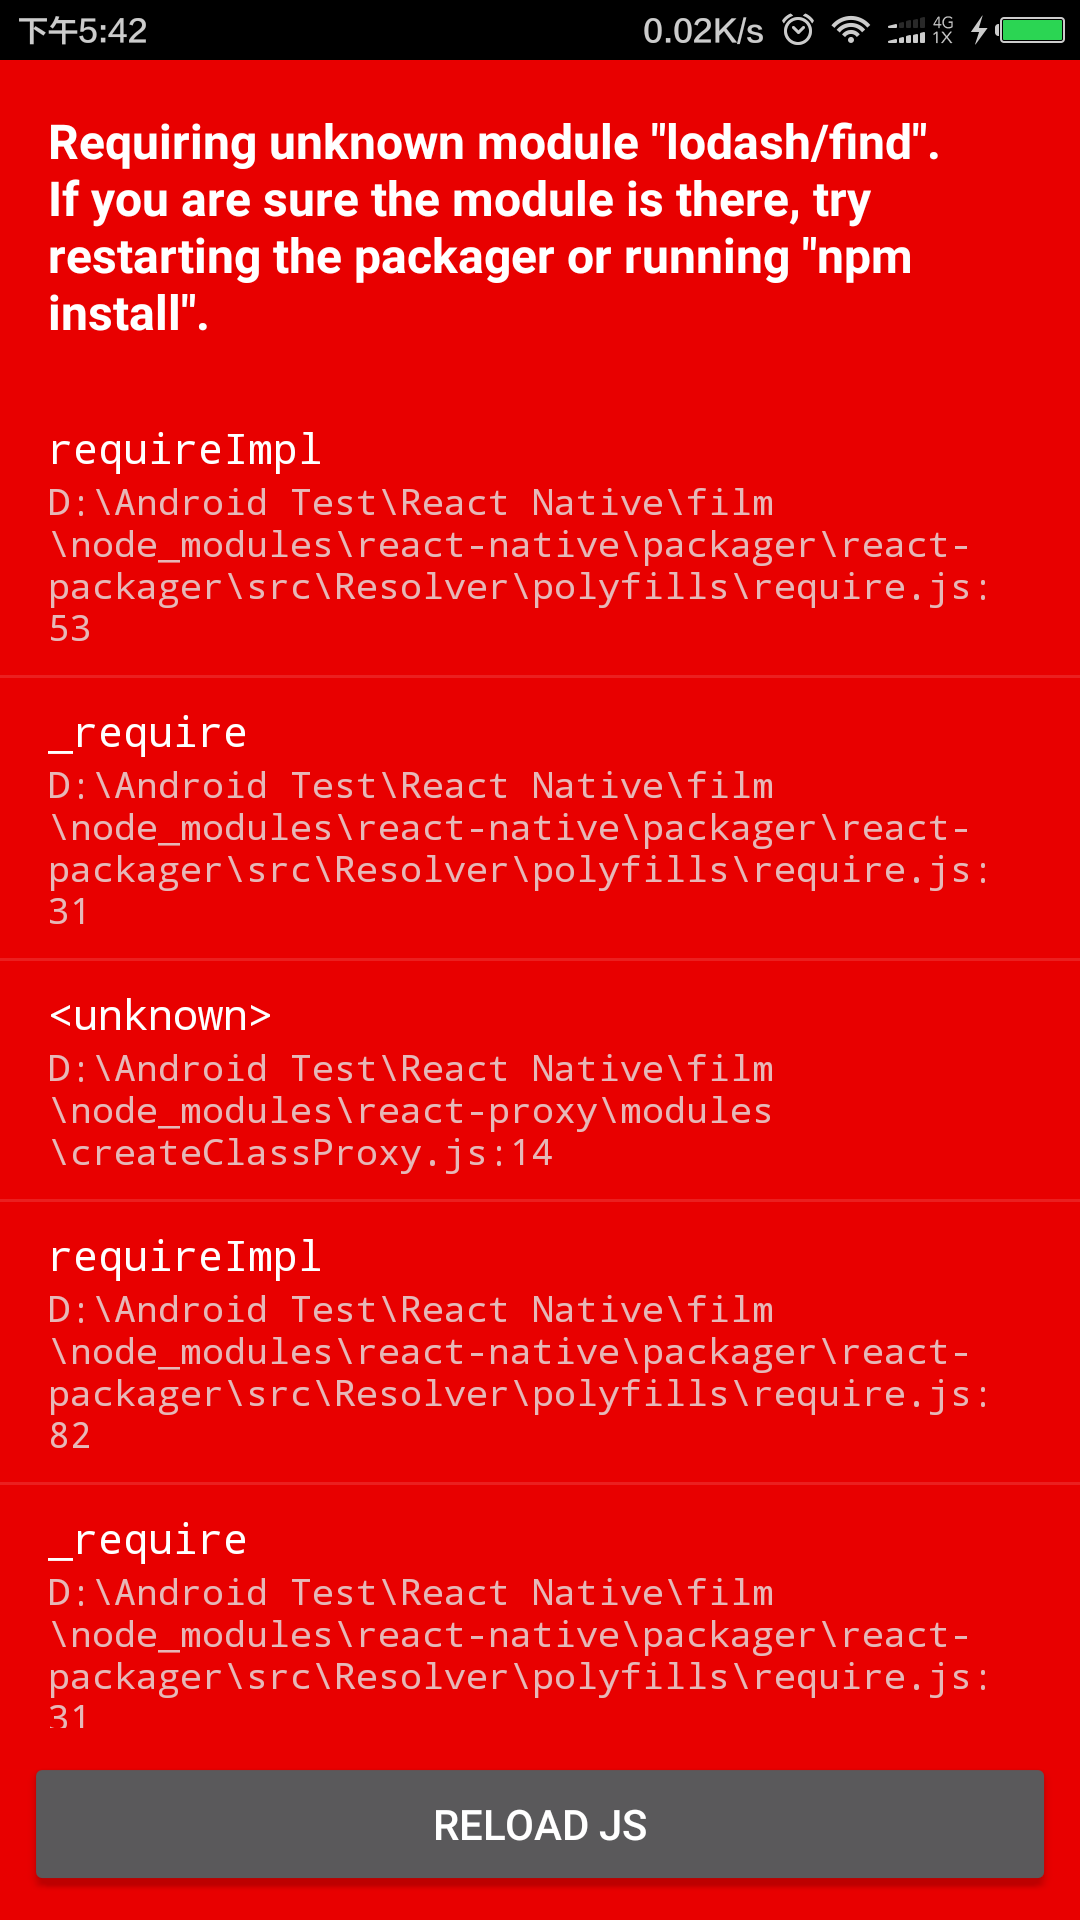 下午5:42
0.02K/s
4G
1X
Requiring unknown module "lodash/find".
If you are sure the module is there, try
restarting the packager or running "npm
install".
requireImpl
D:\Android Test\React Native\film
\node_modules\react-native\packager\react-
packager\src\Resolver\polyfills\require.js:
53
_require
D:\Android Test\React Native\film
\node_modules\react-native\packager\react-
packager\src\Resolver\polyfills\require.js:
31
<unknown>
D:\Android Test\React Native\film
\node_modules\react-proxy\modules
\createClassProxy.js:14
requireImpl
D:\Android Test\React Native\film
\node_modules\react-native\packager\react-
packager\src\Resolver\polyfills\require.js:
82
_require
D:\Android Test\React Native\film
\node_modules\react-native\packager\react-
packager\src\Resolver\polyfills\require.js:
31
RELOAD JS